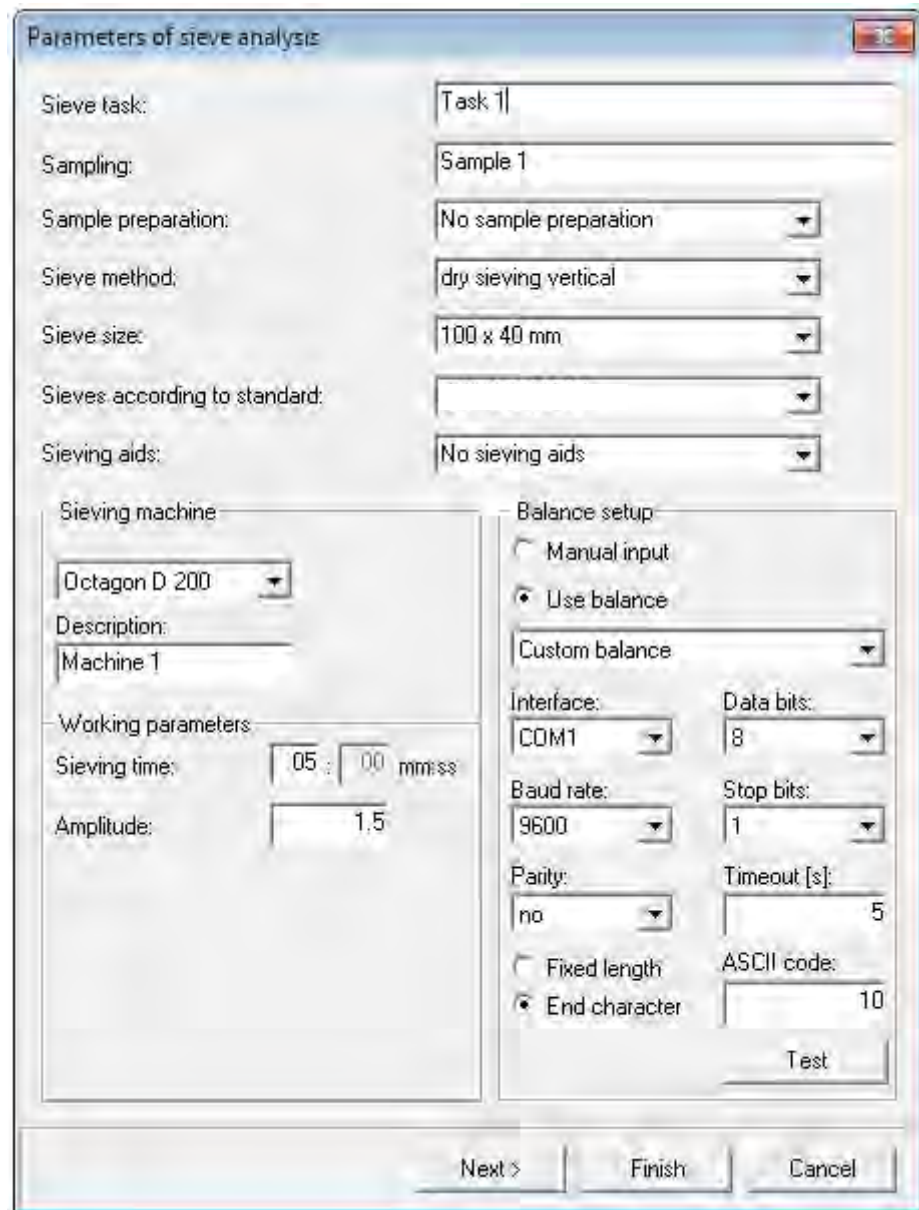 Parameters of sieve analysis
Sieve task: Task 1
Sampling: Sample 1
Sample preparation: No sample preparation
Sieve method: dry sieving vertical
Sieve size: 100 x 40 mm
Sieves according to standard:
Sieving aids: No sieving aids
Sieving machine
Octagon D 200
Description:
Machine 1
Working parameters
Sieving time: 05 : 00 mm:ss
Amplitude: 1.5
Balance setup
Manual input
Use balance
Custom balance
Interface: Data bits:
COM1 8
Baud rate: Stop bits:
9600 1
Parity: Timeout [s]:
no 5
Fixed length ASCII code:
End character 10
Test
Next > Finish Cancel